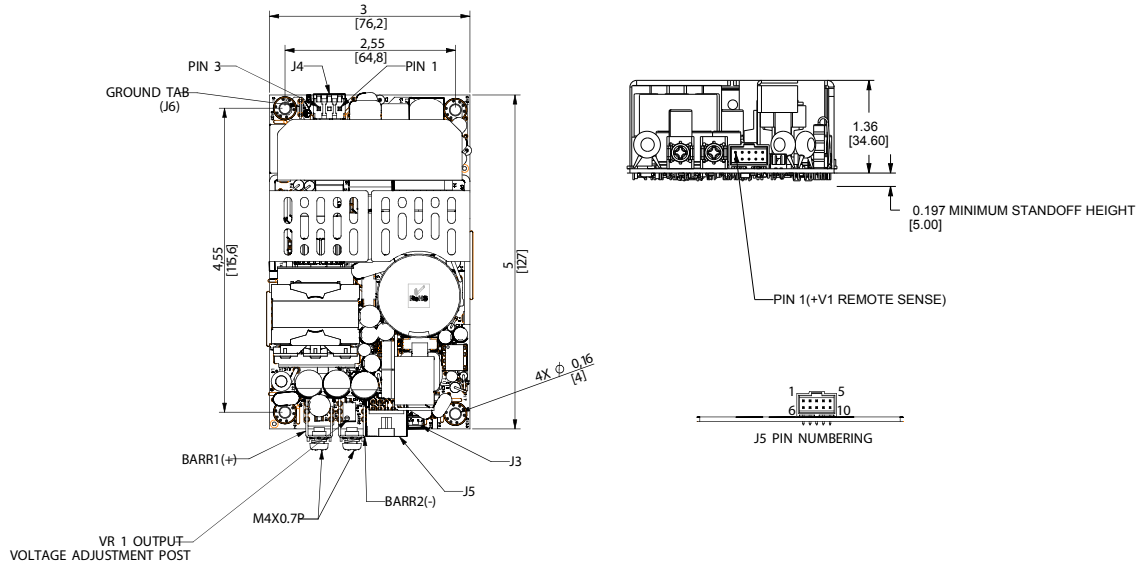 3
[76,2]
2,55
[64,8]
PIN 3
J4
PIN 1
GROUND TAB
(J6)
4,55
[115,6]
5
[127]
RoHS
4X Ø 0,16
[4]
BARR1(+)
J3
J5
BARR2(-)
M4X0.7P
VR 1 OUTPUT
VOLTAGE ADJUSTMENT POST
1.36
[34.60]
0.197 MINIMUM STANDOFF HEIGHT
[5.00]
PIN 1(+V1 REMOTE SENSE)
1 5
6 10
J5 PIN NUMBERING